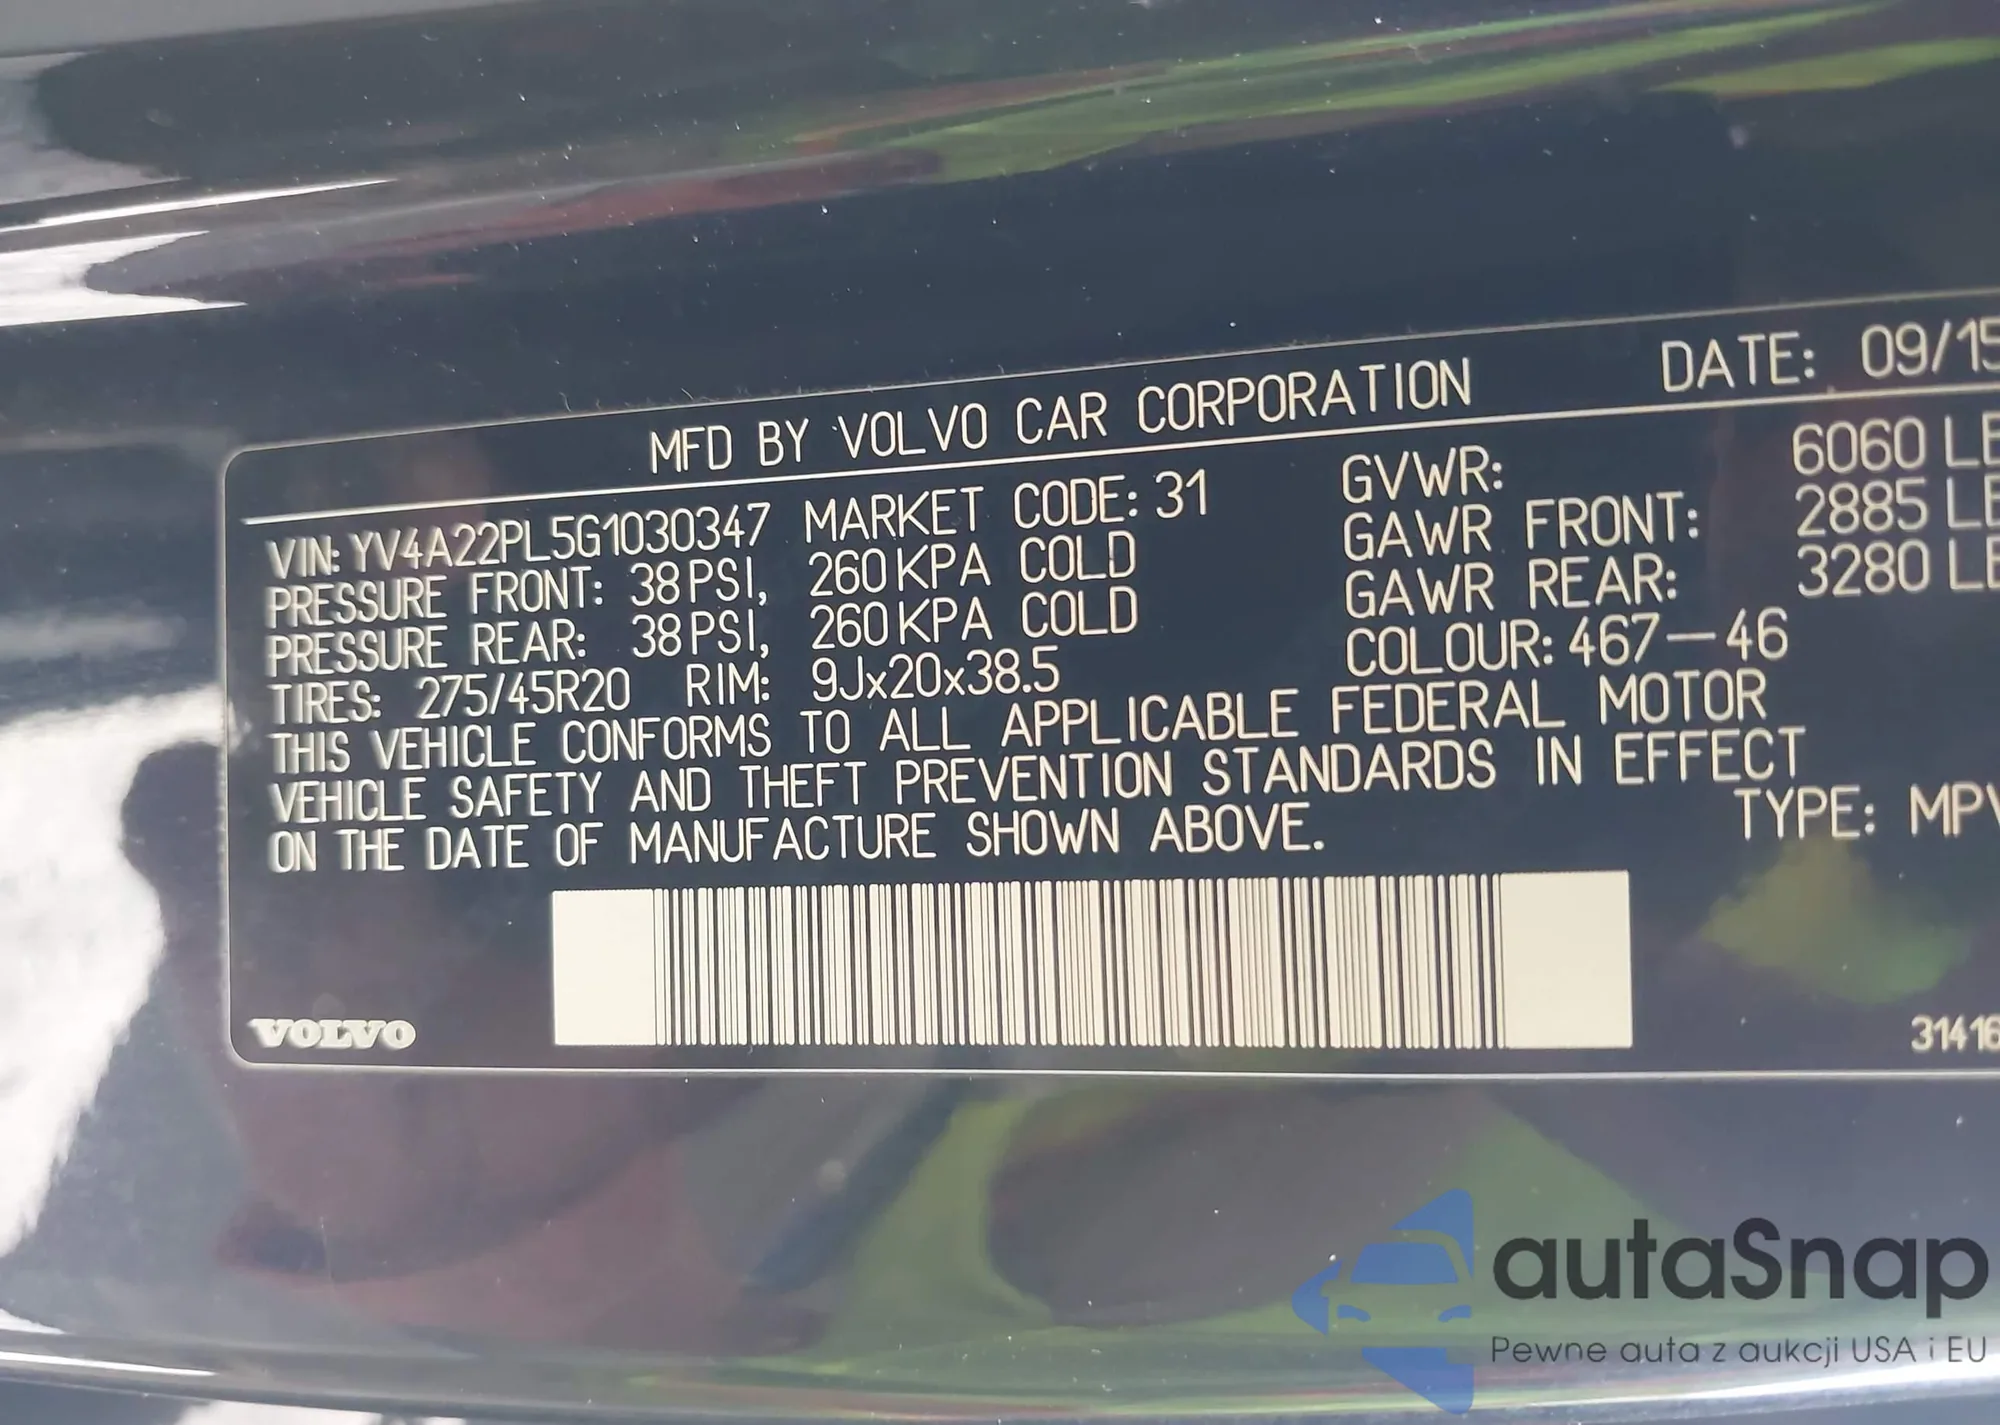 MFD BY VOLVO CAR CORPORATION DATE: 09/15
VIN: YV4A22PL5G1030347 MARKET CODE: 31 GVWR: 6060 LB
PRESSURE FRONT: 38 PSI, 260 KPA COLD GAWR FRONT: 2885 LB
PRESSURE REAR: 38 PSI, 260 KPA COLD GAWR REAR: 3280 LB
TIRES: 275/45R20 RIM: 9Jx20x38.5 COLOUR: 467-46
THIS VEHICLE CONFORMS TO ALL APPLICABLE FEDERAL MOTOR
VEHICLE SAFETY AND THEFT PREVENTION STANDARDS IN EFFECT
ON THE DATE OF MANUFACTURE SHOWN ABOVE. TYPE: MPV
VOLVO
31416
autaSnap
Pewne auta z aukcji USA i EU